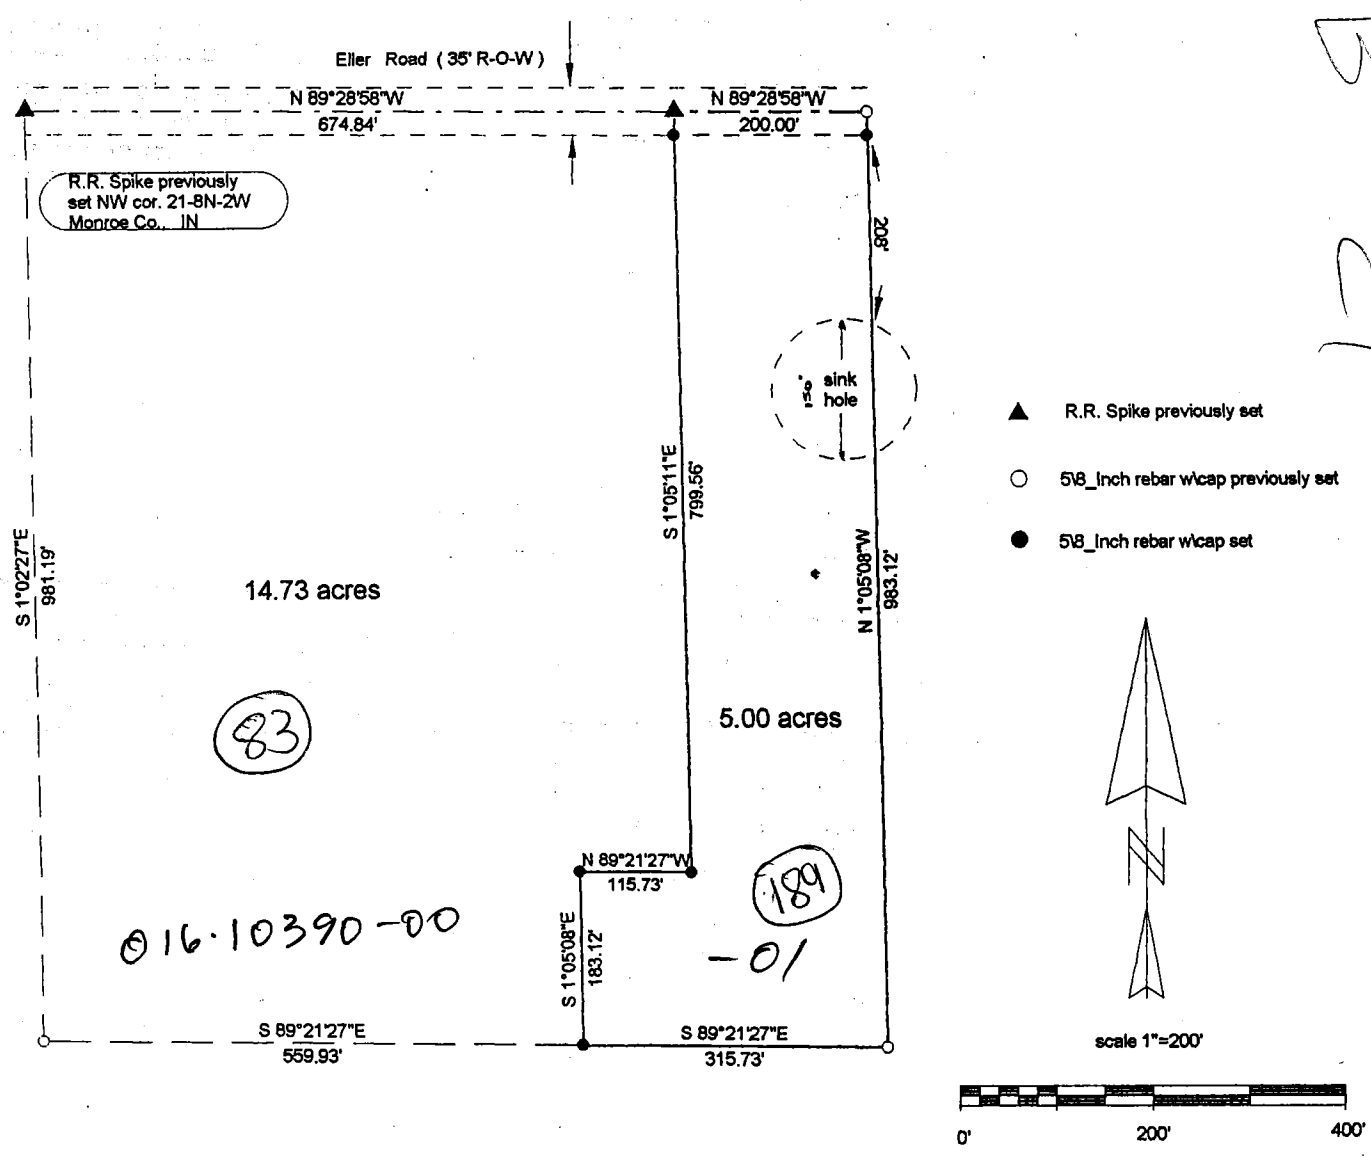 Eller Road ( 35' R-O-W )
N 89°28'58"W
674.84'
N 89°28'58"W
200.00'
R.R. Spike previously
set NW cor. 21-8N-2W
Monroe Co., IN
208'
150'
sink
hole
S 1°05'11"E
799.56'
S 1°02'27"E
981.19'
N 1°05'08"W
983.12'
14.73 acres
83
5.00 acres
N 89°21'27"W
115.73'
189
016-10390-00
-01
S 1°05'08"E
183.12'
S 89°21'27"E
559.93'
S 89°21'27"E
315.73'
R.R. Spike previously set
5\8_Inch rebar w\cap previously set
5\8_Inch rebar w\cap set
N
scale 1"=200'
0'
200'
400'